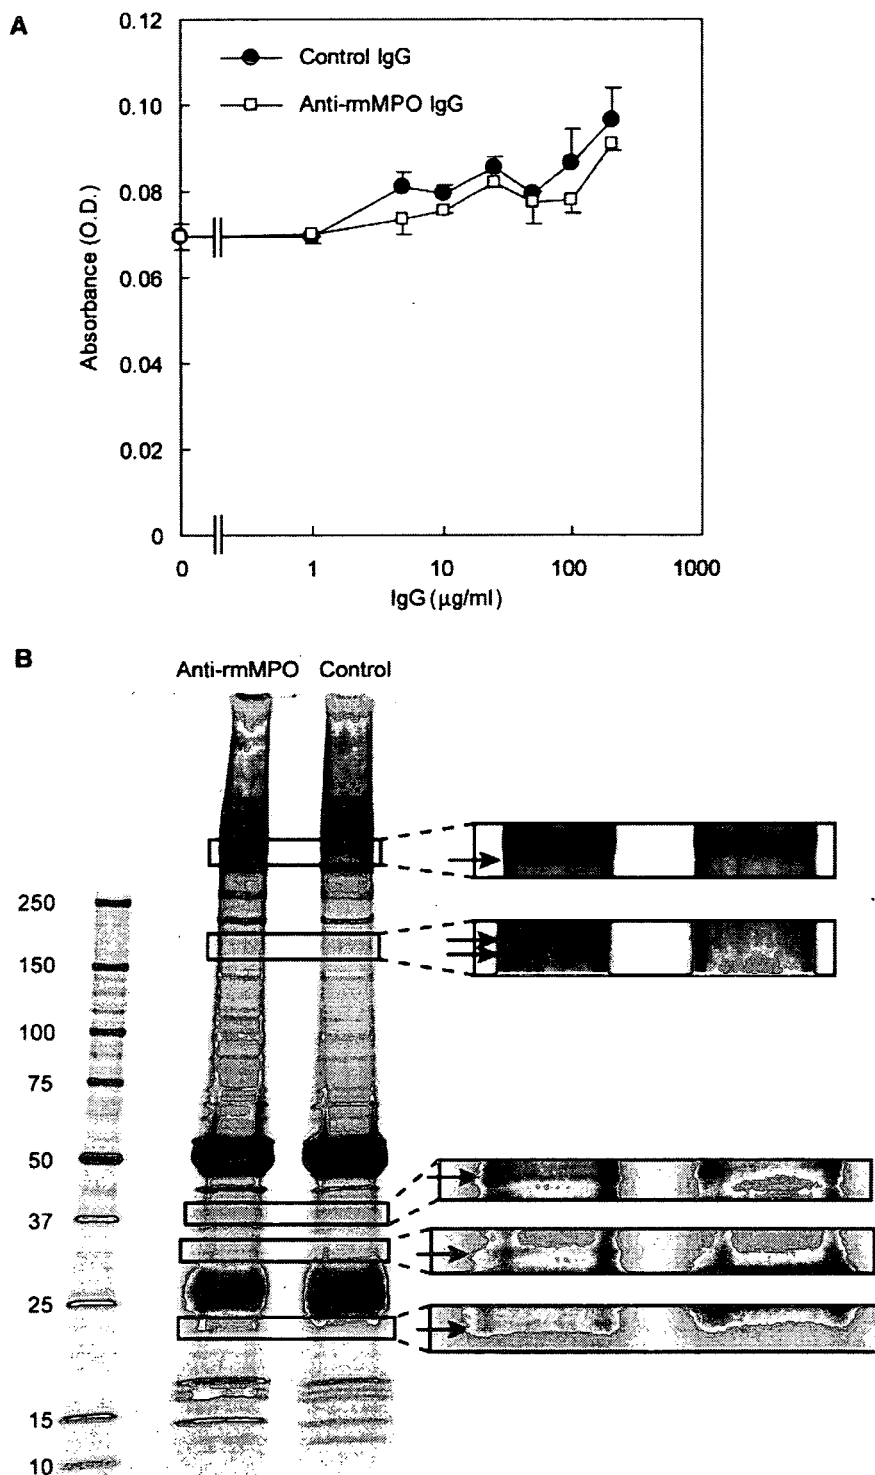 A
0.12
0.10
0.08
0.06
0.04
0.02
0
Absorbance (O.D.)
Control IgG
Anti-rmMPO IgG
0 1 10 100 1000
IgG (μg/ml)
B
Anti-rmMPO Control
250
150
100
75
50
37
25
15
10